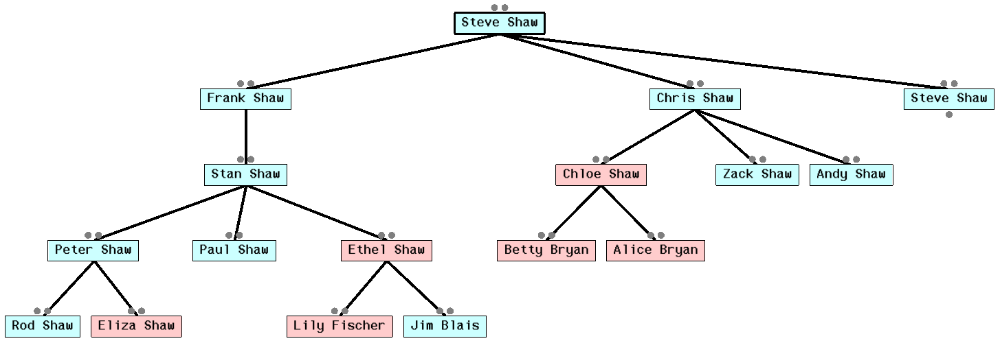 Steve Shaw
Frank Shaw
Chris Shaw
Steve Shaw
Stan Shaw
Chloe Shaw
Zack Shaw
Andy Shaw
Peter Shaw
Paul Shaw
Ethel Shaw
Betty Bryan
Alice Bryan
Rod Shaw
Eliza Shaw
Lily Fischer
Jim Blais